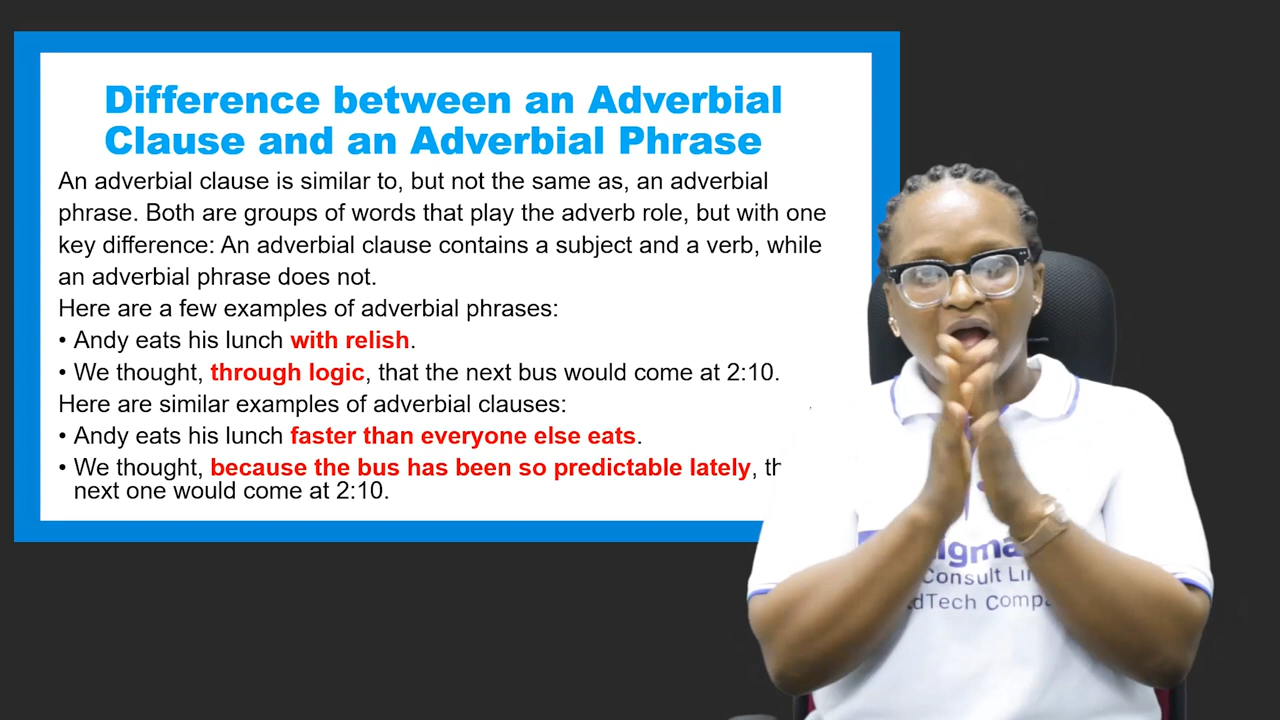 Difference between an Adverbial
Clause and an Adverbial Phrase
An adverbial clause is similar to, but not the same as, an adverbial
phrase. Both are groups of words that play the adverb role, but with one
key difference: An adverbial clause contains a subject and a verb, while
an adverbial phrase does not.
Here are a few examples of adverbial phrases:
• Andy eats his lunch with relish.
• We thought, through logic, that the next bus would come at 2:10.
Here are similar examples of adverbial clauses:
• Andy eats his lunch faster than everyone else eats.
• We thought, because the bus has been so predictable lately,
next one would come at 2:10.
Consult